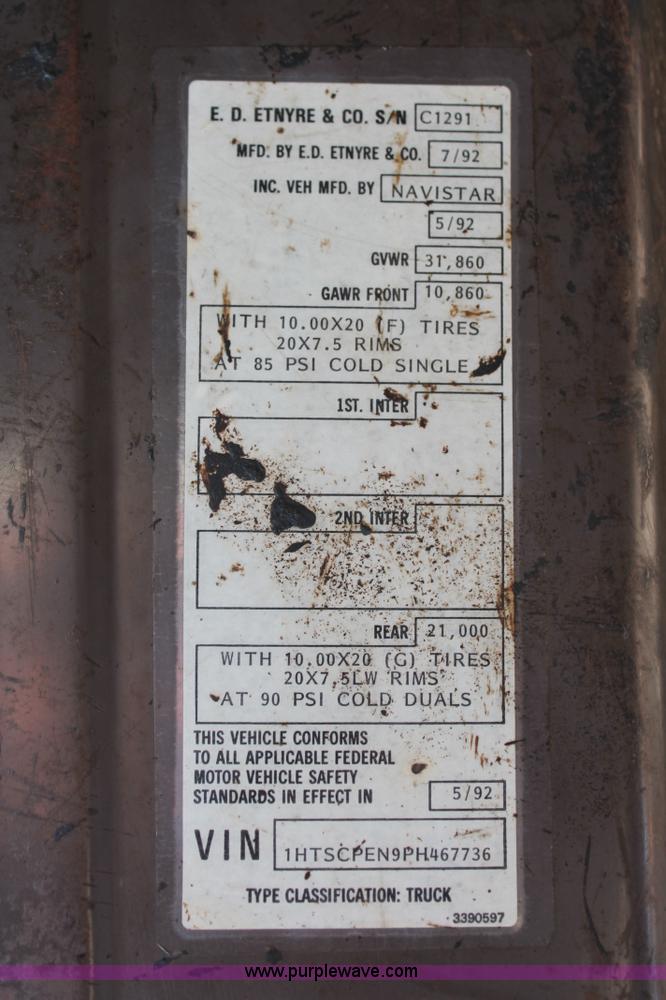 E. D. ETNYRE & CO. S/N C1291
MFD. BY E.D. ETNYRE & CO. 7/92
INC. VEH MFD. BY NAVISTAR
5/92
GVWR 31,860
GAWR FRONT 10,860
WITH 10.00X20 (F) TIRES
20X7.5 RIMS
AT 85 PSI COLD SINGLE
1ST. INTER
2ND INTER
REAR 21,000
WITH 10.00X20 (G) TIRES
20X7.5LW RIMS
AT 90 PSI COLD DUALS
THIS VEHICLE CONFORMS
TO ALL APPLICABLE FEDERAL
MOTOR VEHICLE SAFETY
STANDARDS IN EFFECT IN 5/92
VIN 1HTSCPEN9PH467736
TYPE CLASSIFICATION: TRUCK
3390597
www.purplewave.com